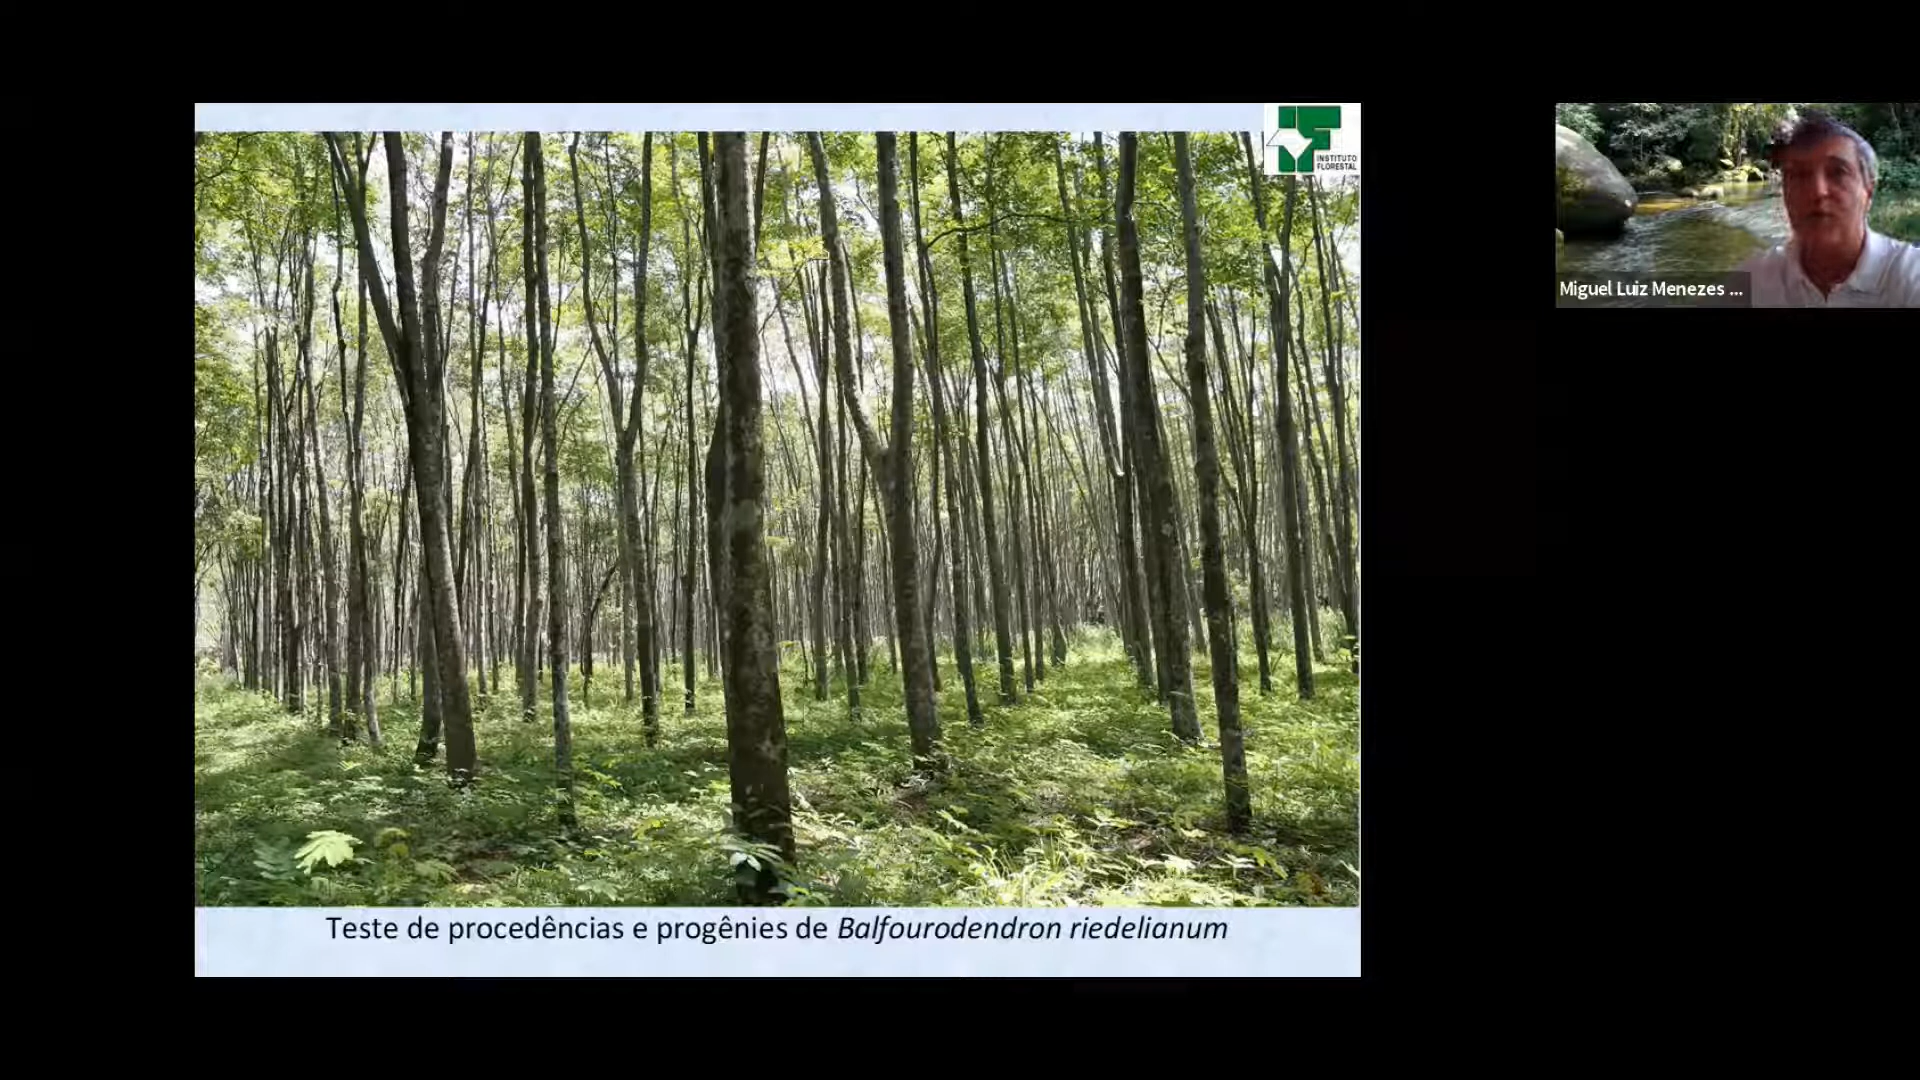 INSTITUTO
FLORESTAL
Miguel Luiz Menezes ...
Teste de procedências e progênies de Balfourodendron riedelianum